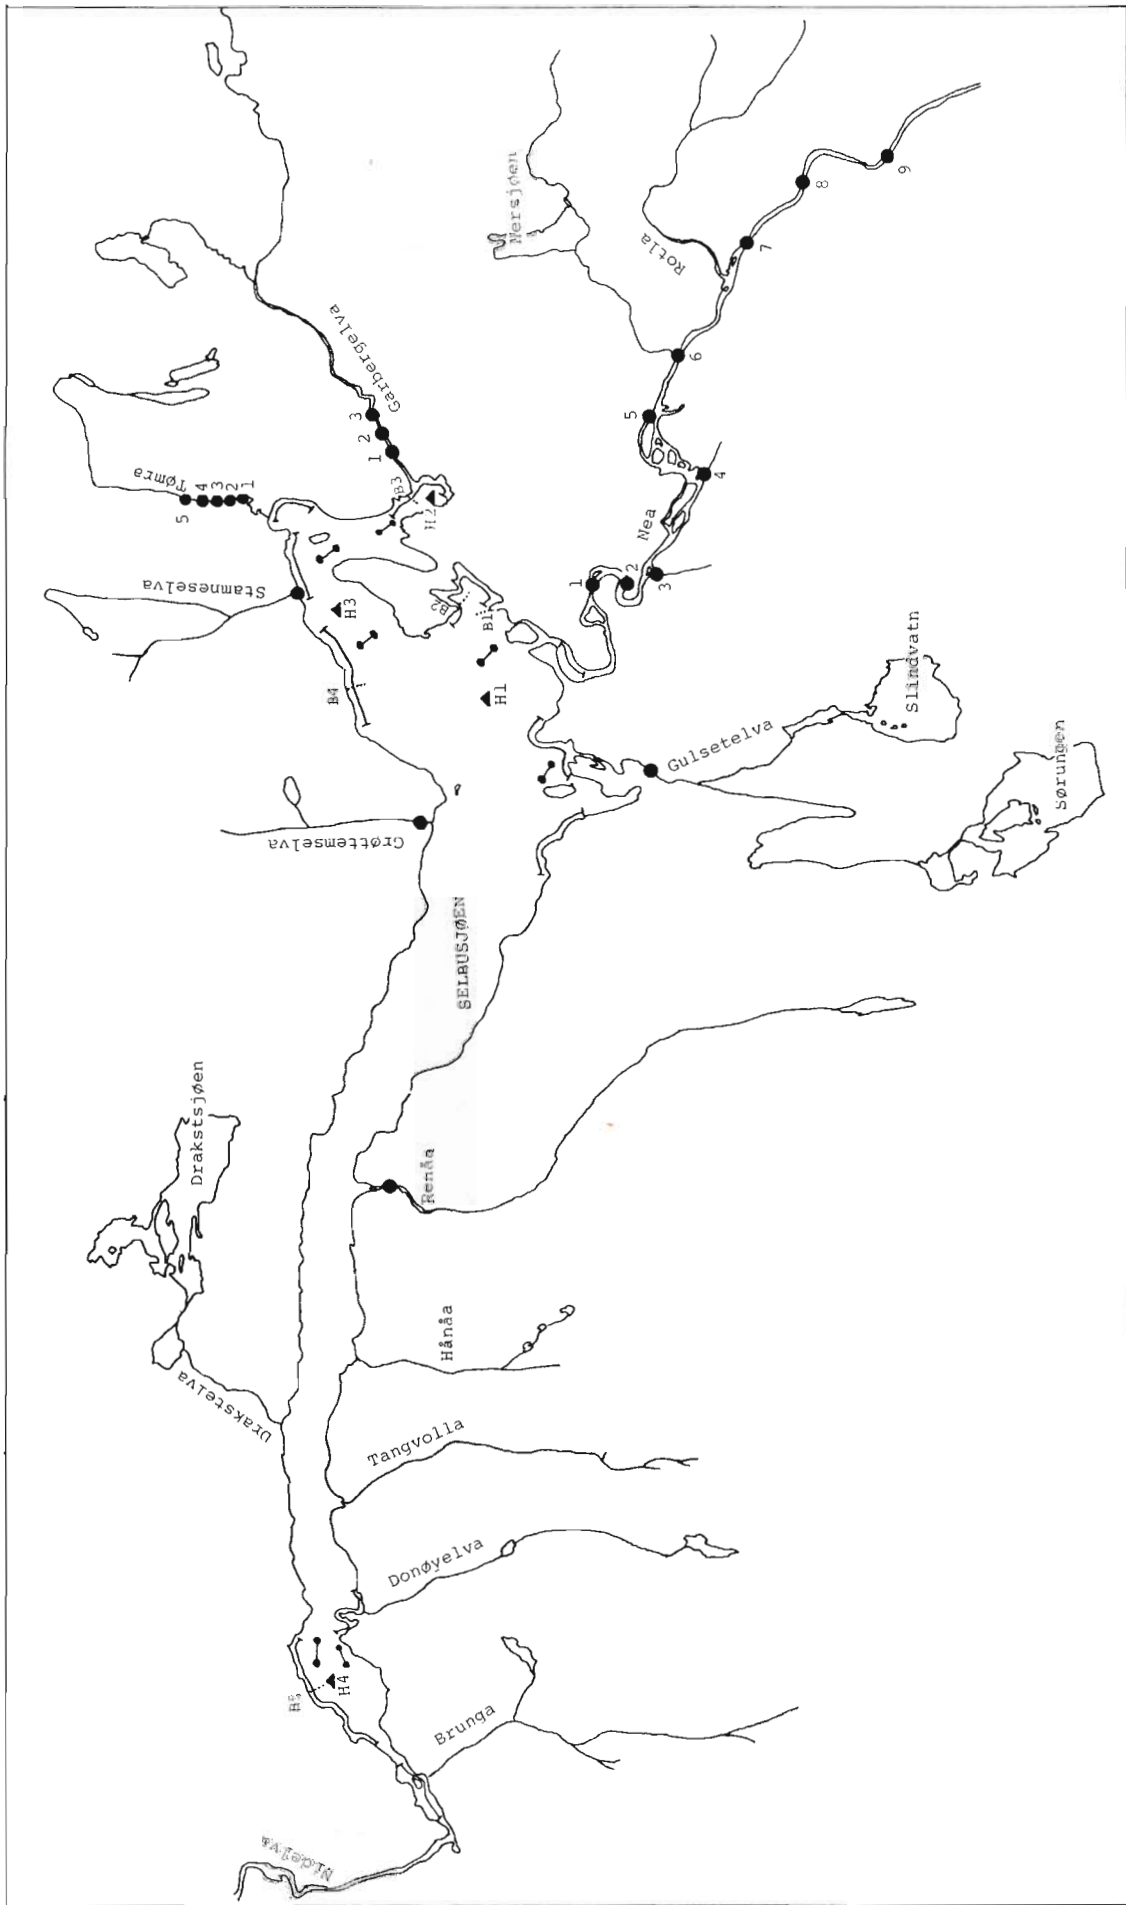 Nersjøen
Rotla
9
8
7
6
5
4
Nea
3
2
1
Garbergelva
3
2
1
Tømra
5
4
3
2
1
B3
H2
Stamneselva
H3
B2
B1
B4
H1
Slindvatn
Gulsetelva
Sørungen
Grøttemselva
SELBUSJØEN
Drakstsjøen
Renåa
Hånåa
Drakstelva
Tangvolla
Donøyelva
B5
H4
Brunga
Nidelva